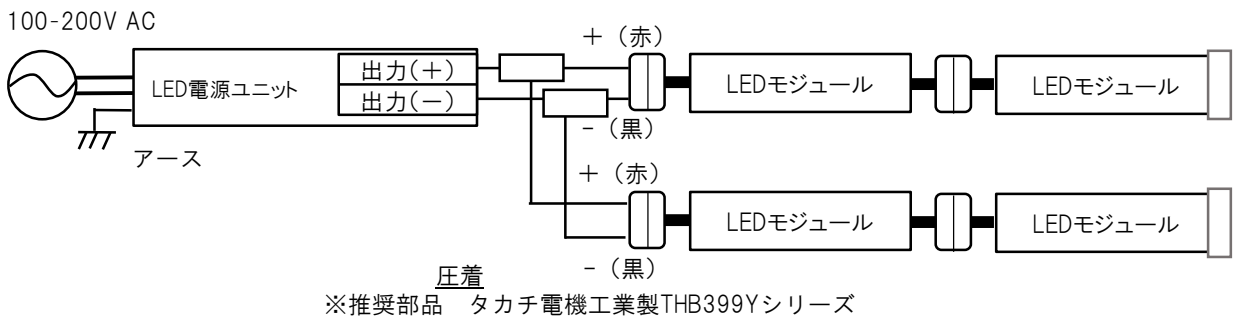 100-200V AC
+ (赤)
LED電源ユニット
出力(+)
出力(-)
LEDモジュール
LEDモジュール
- (黒)
アース
+ (赤)
LEDモジュール
LEDモジュール
- (黒)
圧着
※推奨部品 タカチ電機工業製THB399Yシリーズ